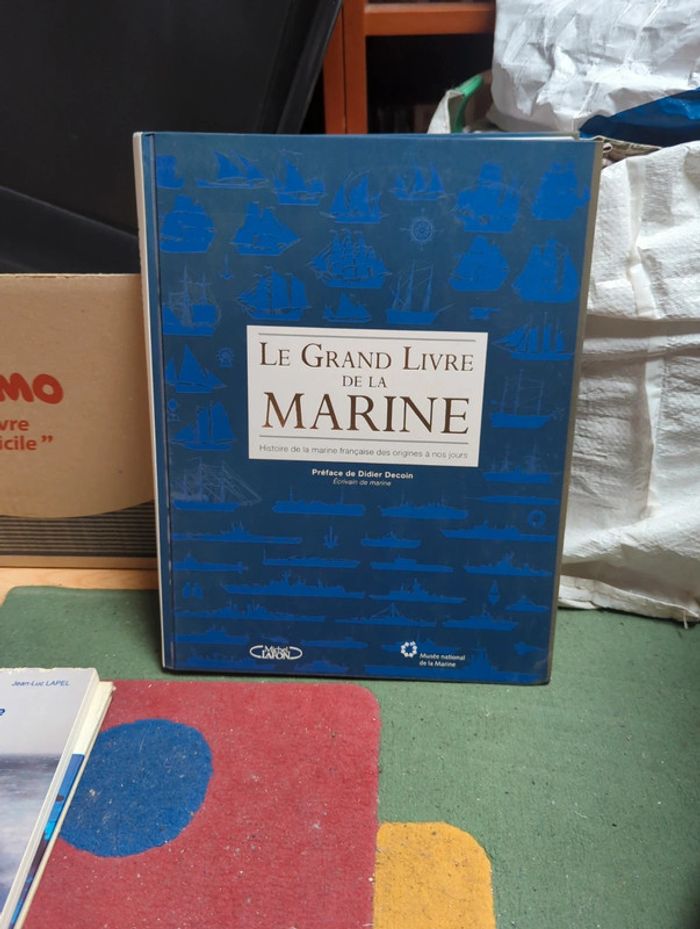 LE GRAND LIVRE
DE LA
MARINE
Histoire de la marine française des origines à nos jours
Préface de Didier Decoin
Écrivain de marine
Michel
LAFON
Musée national
de la Marine
MO
vre
icile”
Jean-Luc LAPEL
e